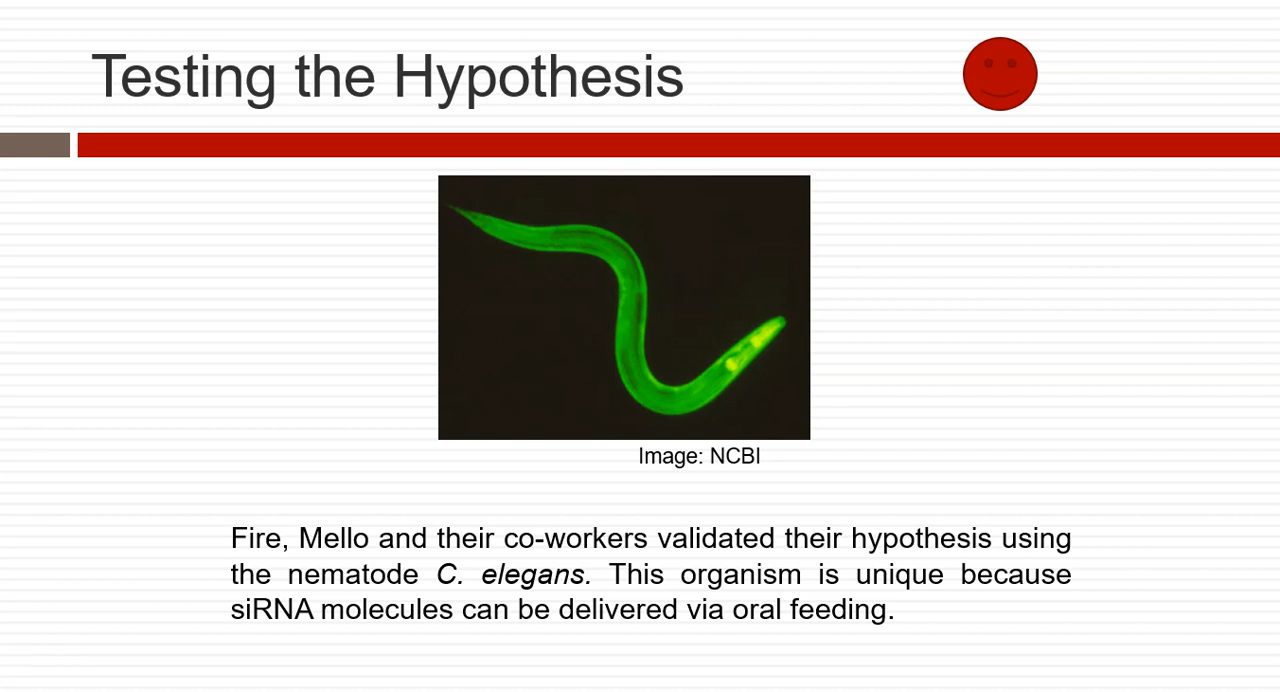 Testing the Hypothesis
Image: NCBI
Fire, Mello and their co-workers validated their hypothesis using
the nematode C. elegans. This organism is unique because
siRNA molecules can be delivered via oral feeding.